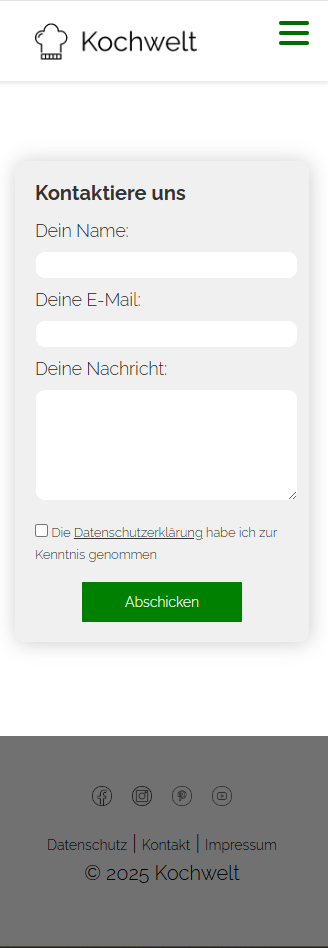 Kochwelt
Kontaktiere uns
Dein Name:
Deine E-Mail:
Deine Nachricht:
Die Datenschutzerklärung habe ich zur
Kenntnis genommen
Abschicken
Datenschutz | Kontakt | Impressum
© 2025 Kochwelt